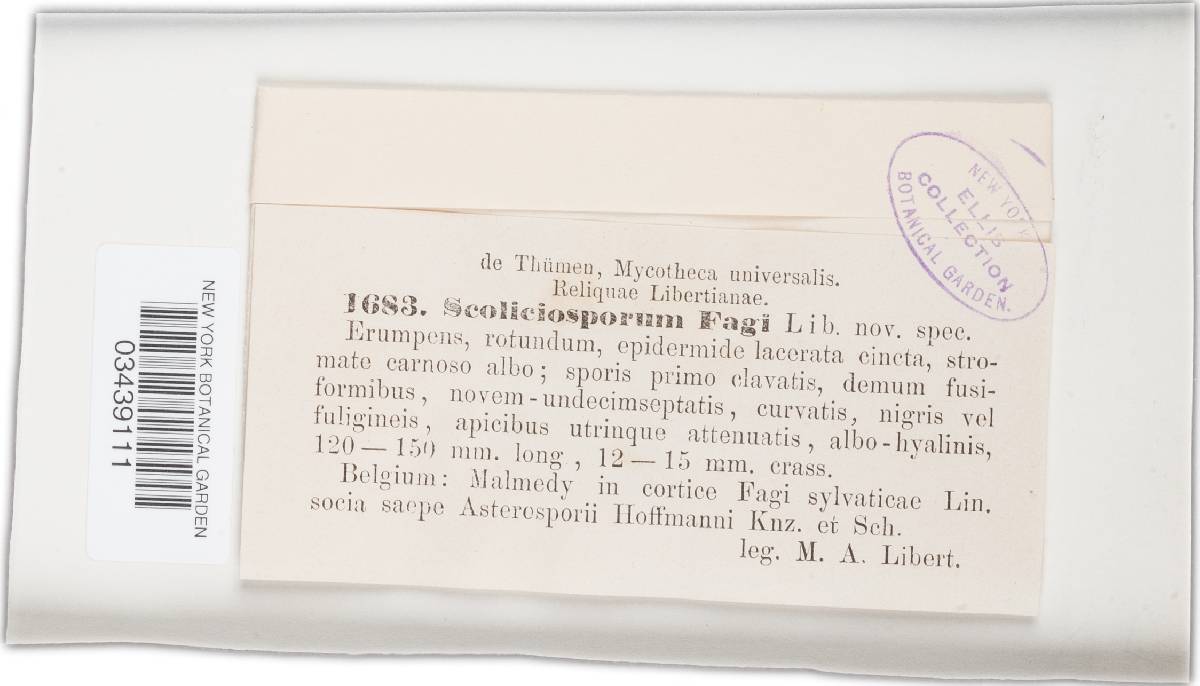 de Thümen, Mycotheca universalis.
Reliquae Libertianae.
1683. Scoliciosporum Fagi Lib. nov. spec.
Erumpens, rotundum, epidermide lacerata cincta, stro-
mate carnoso albo; sporis primo clavatis, demum fusi-
formibus, novem-undecimseptatis, curvatis, nigris vel
fuligineis, apicibus utrinque attenuatis, albo-hyalinis,
120—150 mm. long, 12—15 mm. crass.
Belgium: Malmedy in cortice Fagi sylvaticae Lin.
socia saepe Asterosporii Hoffmanni Knz. et Sch.
leg. M. A. Libert.
NEW YORK
ELLIS
COLLECTION
BOTANICAL GARDEN.
NEW YORK BOTANICAL GARDEN
03439111